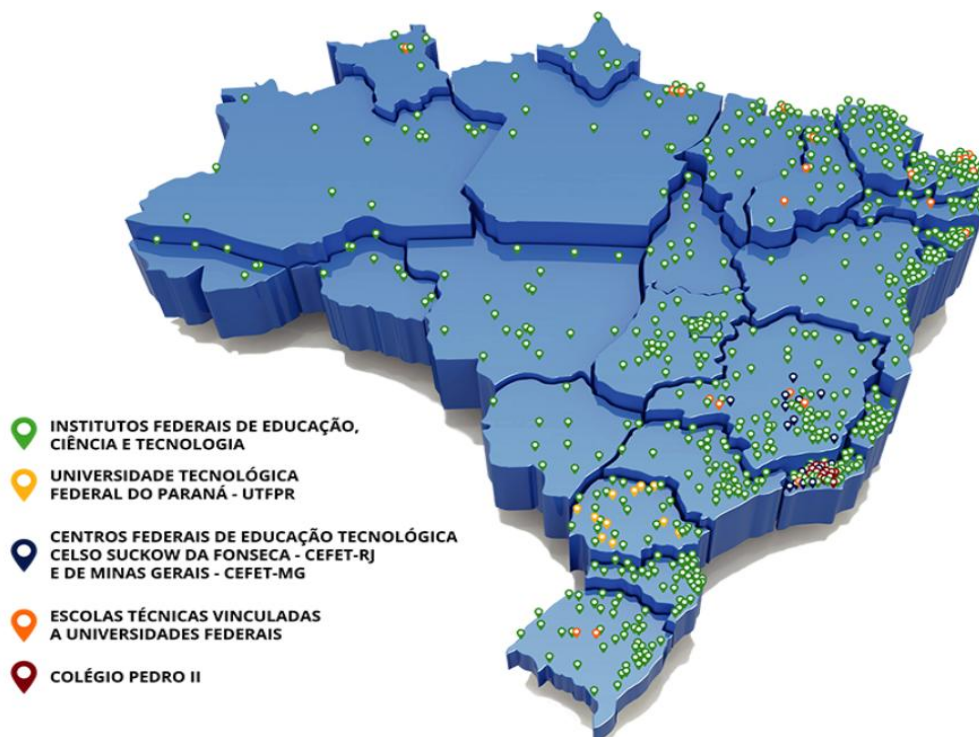 INSTITUTOS FEDERAIS DE EDUCAÇÃO,
CIÊNCIA E TECNOLOGIA
UNIVERSIDADE TECNOLÓGICA
FEDERAL DO PARANÁ - UTFPR
CENTROS FEDERAIS DE EDUCAÇÃO TECNOLÓGICA
CELSO SUCKOW DA FONSECA - CEFET-RJ
E DE MINAS GERAIS - CEFET-MG
ESCOLAS TÉCNICAS VINCULADAS
A UNIVERSIDADES FEDERAIS
COLÉGIO PEDRO II